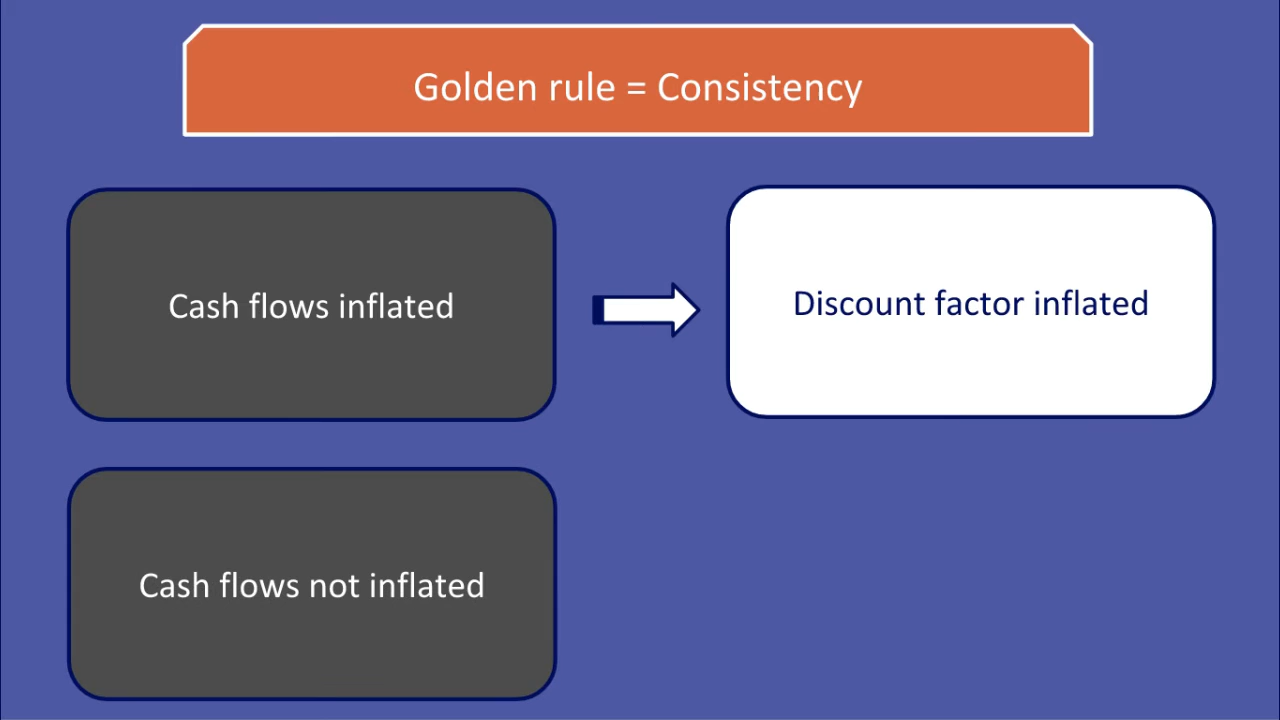 Golden rule = Consistency
Cash flows inflated
Discount factor inflated
Cash flows not inflated